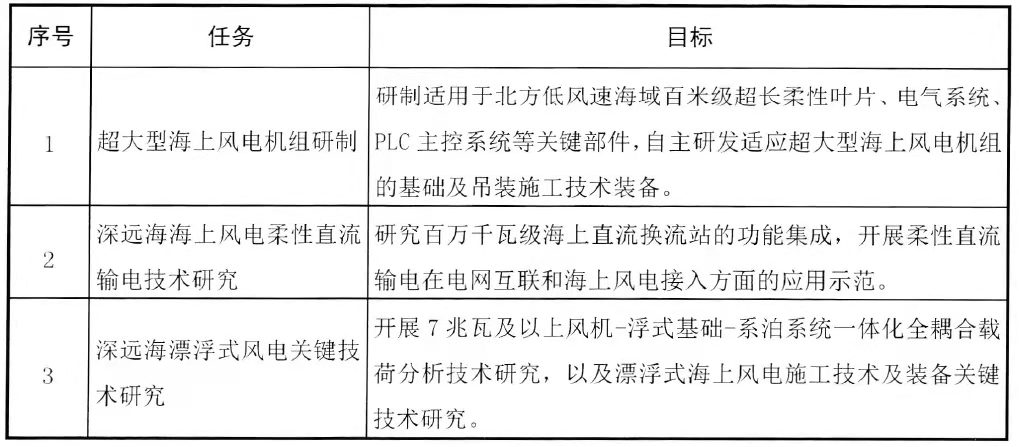 序号 任务 目标
1 超大型海上风电机组研制 研制适用于北方低风速海域百米级超长柔性叶片、电气系统、
PLC 主控系统等关键部件,自主研发适应超大型海上风电机组
的基础及吊装施工技术装备。
2 深远海海上风电柔性直流
输电技术研究
研究百万千瓦级海上直流换流站的功能集成，开展柔性直流
输电在电网互联和海上风电接入方面的应用示范。
3 深远海漂浮式风电关键技
术研究
开展 7 兆瓦及以上风机-浮式基础-系泊系统一体化全耦合载
荷分析技术研究，以及漂浮式海上风电施工技术及装备关键
技术研究。